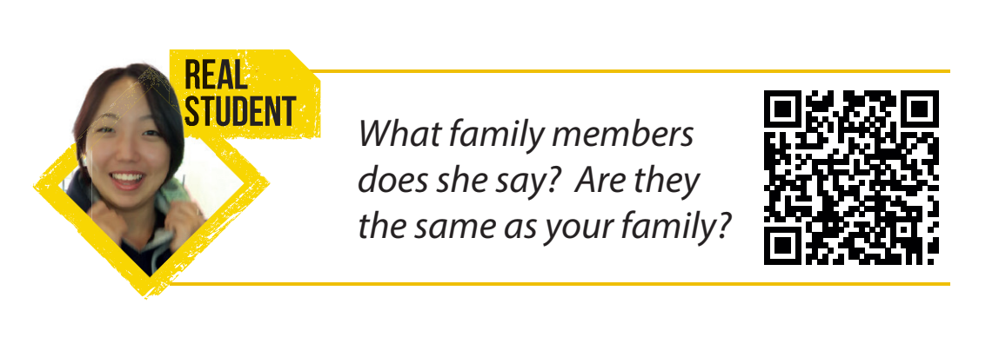 REAL
STUDENT
What family members
does she say?  Are they
the same as your family?